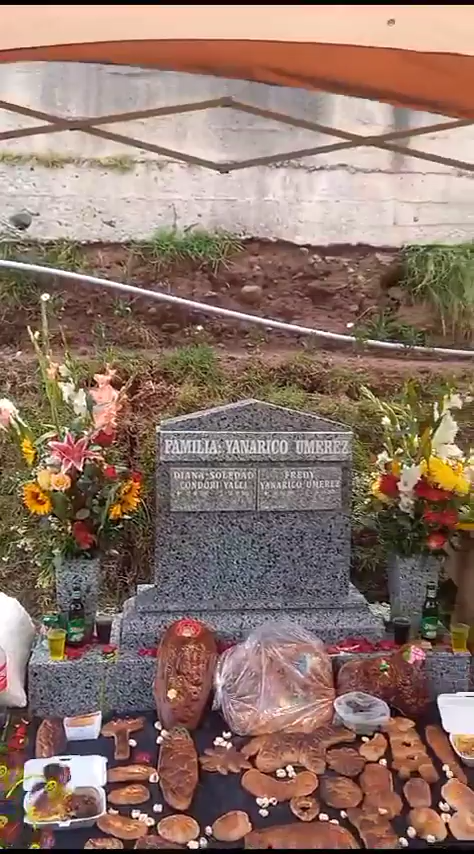 FAMILIA: YANARICO UMEREZ
DIANA SOLEDAD
CONDORI YALLI
FREDY
YANARICO UMEREZ